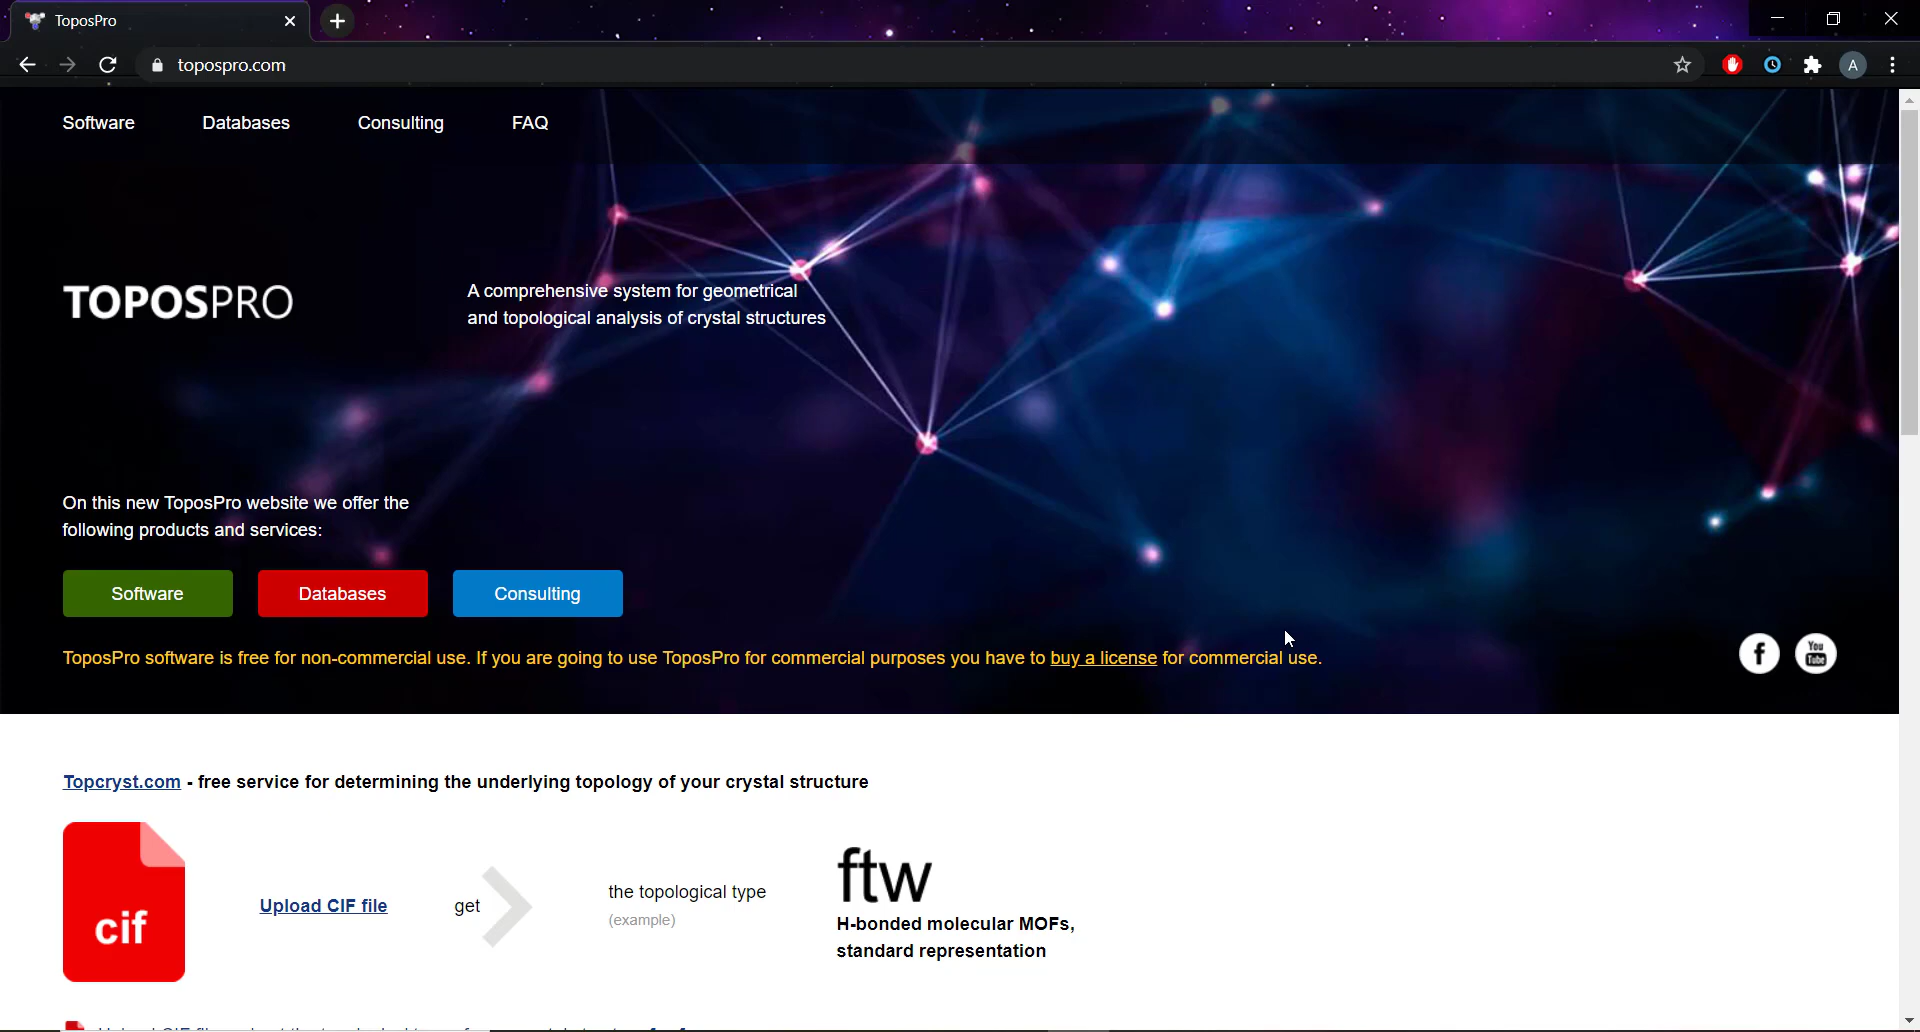 ToposPro
topospro.com
A
Software Databases Consulting FAQ
TOPOSPRO
A comprehensive system for geometrical
and topological analysis of crystal structures
On this new ToposPro website we offer the
following products and services:
Software Databases Consulting
ToposPro software is free for non-commercial use. If you are going to use ToposPro for commercial purposes you have to buy a license for commercial use.
f You Tube
Topcryst.com - free service for determining the underlying topology of your crystal structure
cif
Upload CIF file
get
the topological type
(example)
ftw
H-bonded molecular MOFs,
standard representation